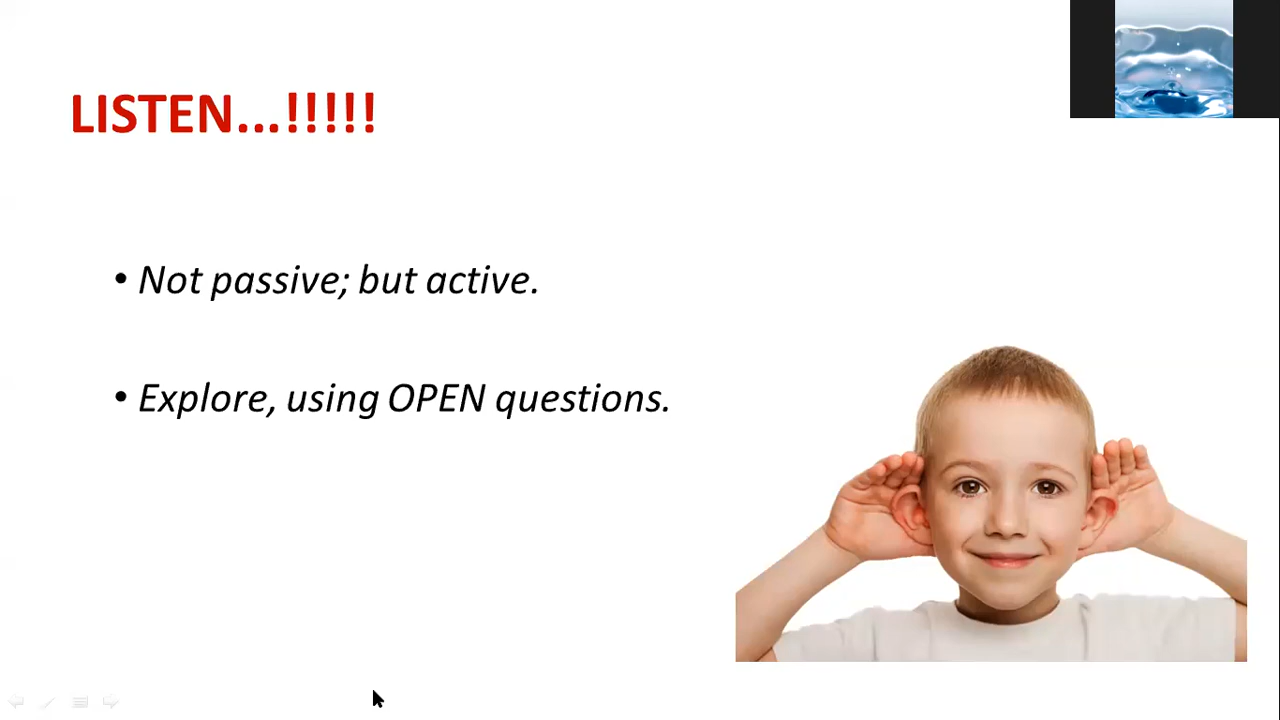 LISTEN...!!!!!
• Not passive; but active.
• Explore, using OPEN questions.